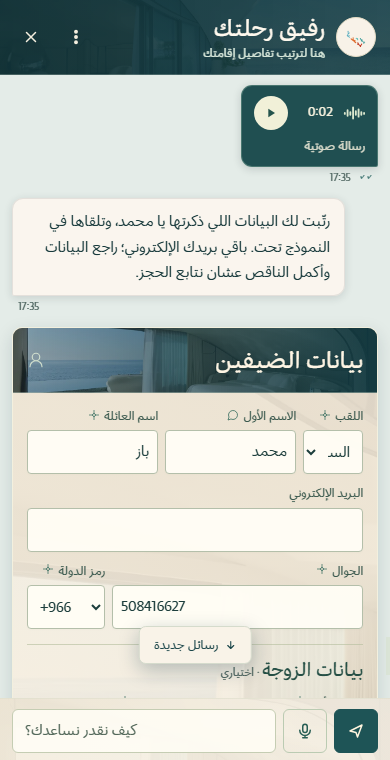 رفيق رحلتك
هنا لترتيب تفاصيل إقامتك
0:02
رسالة صوتية
17:35
رتّبت لك البيانات اللي ذكرتها يا محمد، وتلقاها في
النموذج تحت. باقي بريدك الإلكتروني؛ راجع البيانات
وأكمل الناقص عشان نتابع الحجز.
17:35
بيانات الضيفين
اللقب الاسم الأول اسم العائلة
السـ محمد باز
البريد الإلكتروني
الجوال رمز الدولة
508416627 +966
رسائل جديدة
بيانات الزوجة · اختياري
كيف نقدر نساعدك؟